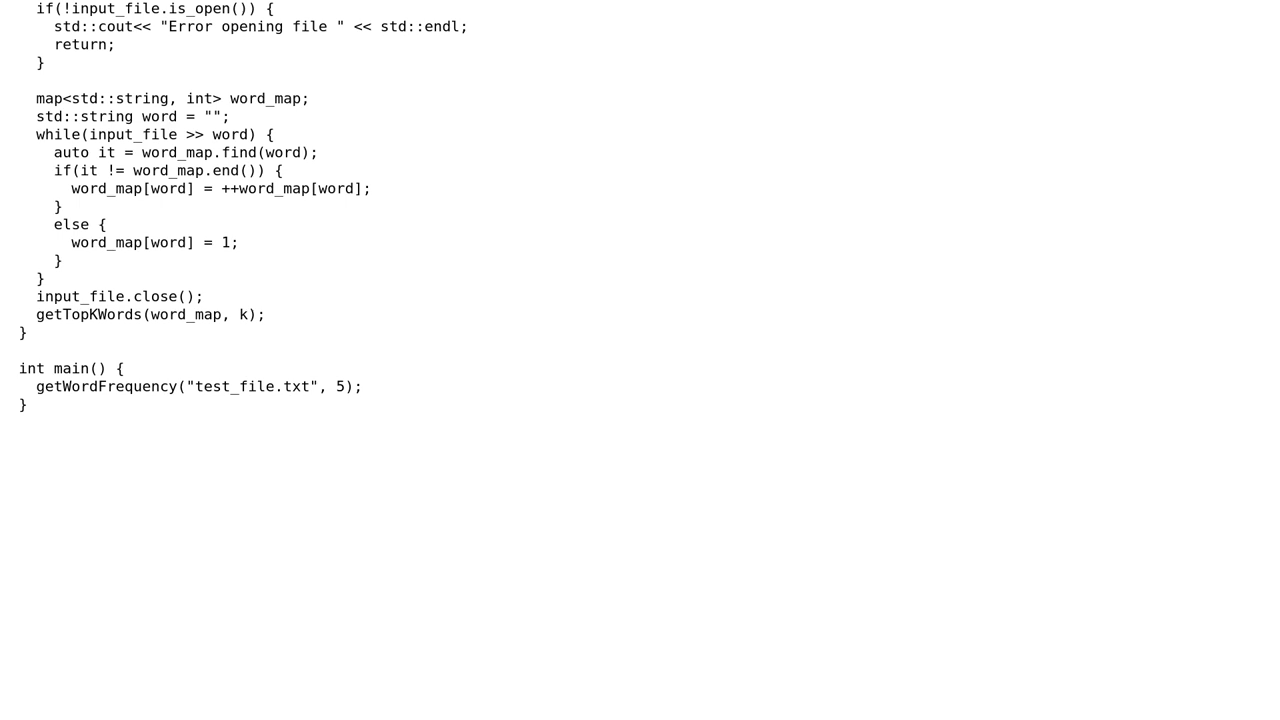 if(!input_file.is_open()) {
    std::cout<< "Error opening file " << std::endl;
    return;
  }

  map<std::string, int> word_map;
  std::string word = "";
  while(input_file >> word) {
    auto it = word_map.find(word);
    if(it != word_map.end()) {
      word_map[word] = ++word_map[word];
    }
    else {
      word_map[word] = 1;
    }
  }
  input_file.close();
  getTopKWords(word_map, k);
}

int main() {
  getWordFrequency("test_file.txt", 5);
}